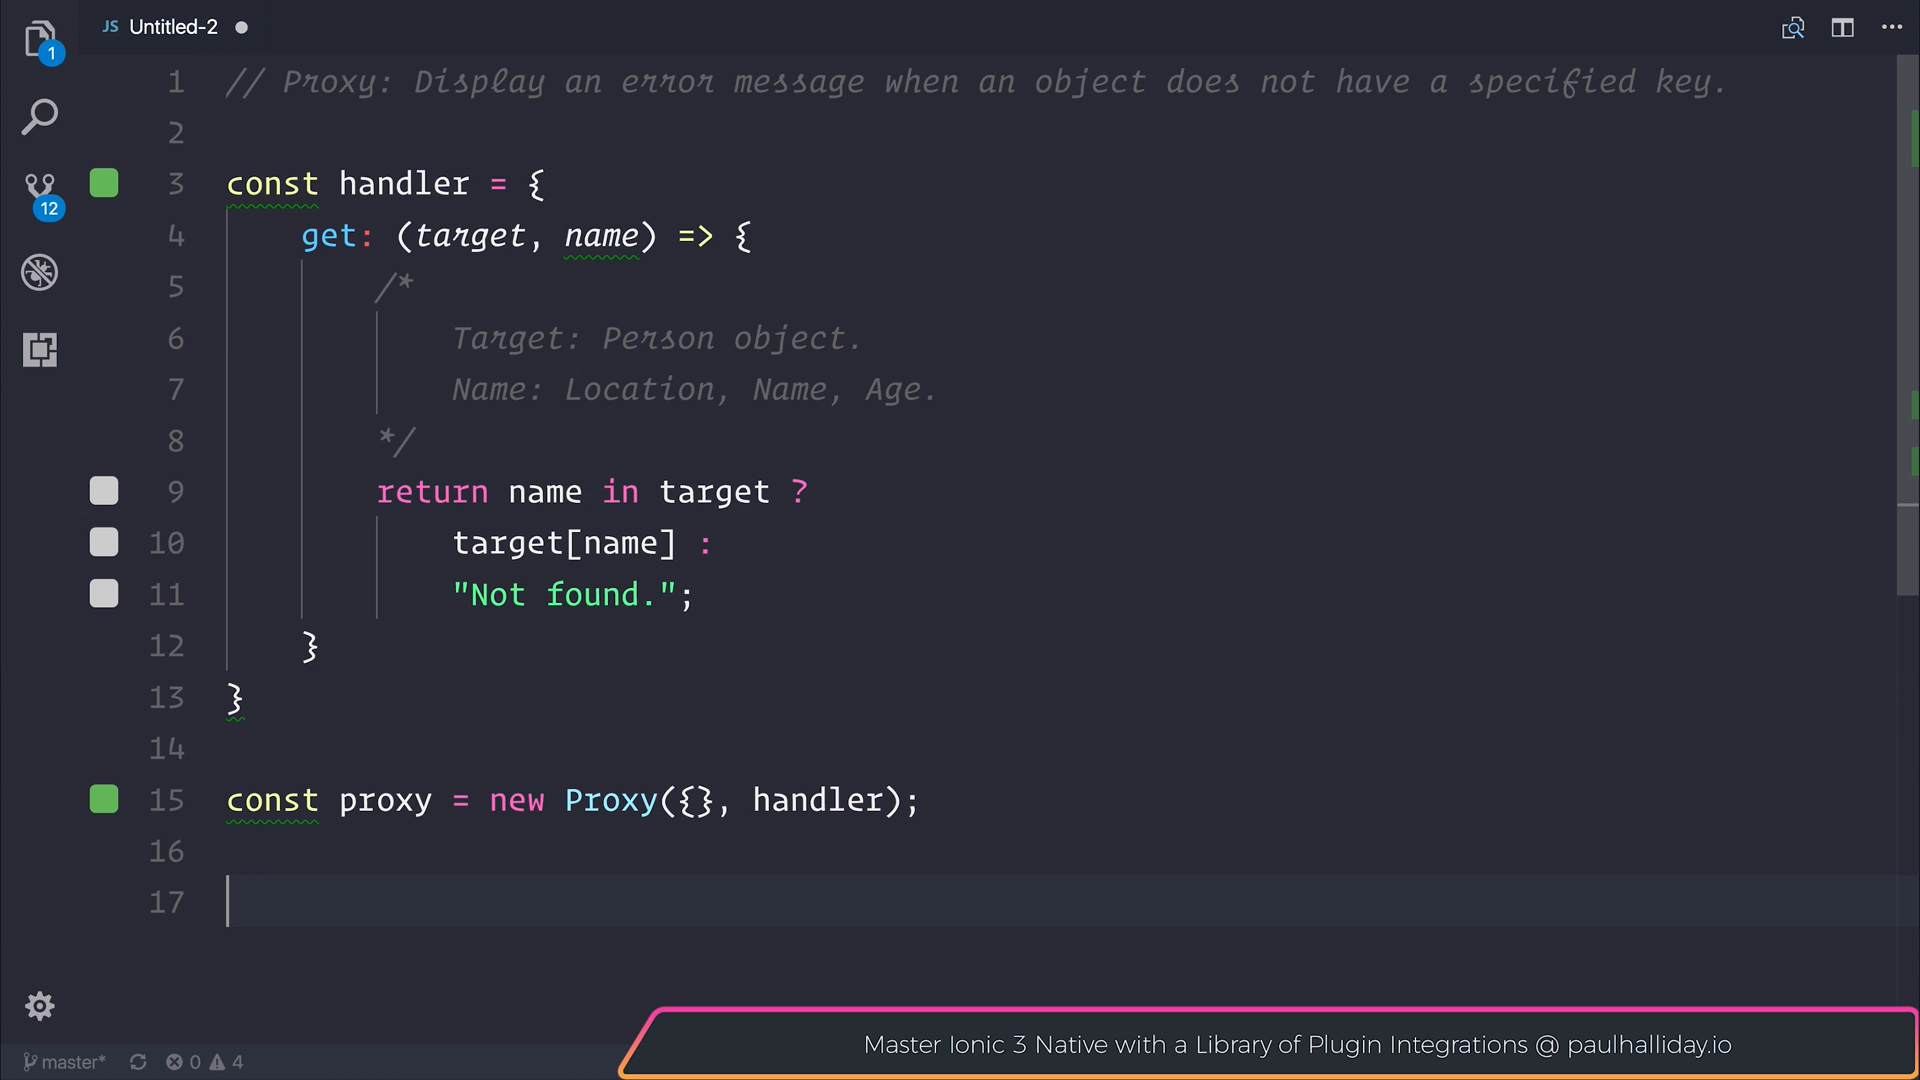 JS Untitled-2
1
12
1 // Proxy: Display an error message when an object does not have a specified key.
2
3 const handler = {
4 get: (target, name) => {
5 /*
6 Target: Person object.
7 Name: Location, Name, Age.
8 */
9 return name in target ?
10 target[name] :
11 "Not found.";
12 }
13 }
14
15 const proxy = new Proxy({}, handler);
16
17
Master Ionic 3 Native with a Library of Plugin Integrations @ paulhalliday.io
master* 0 4